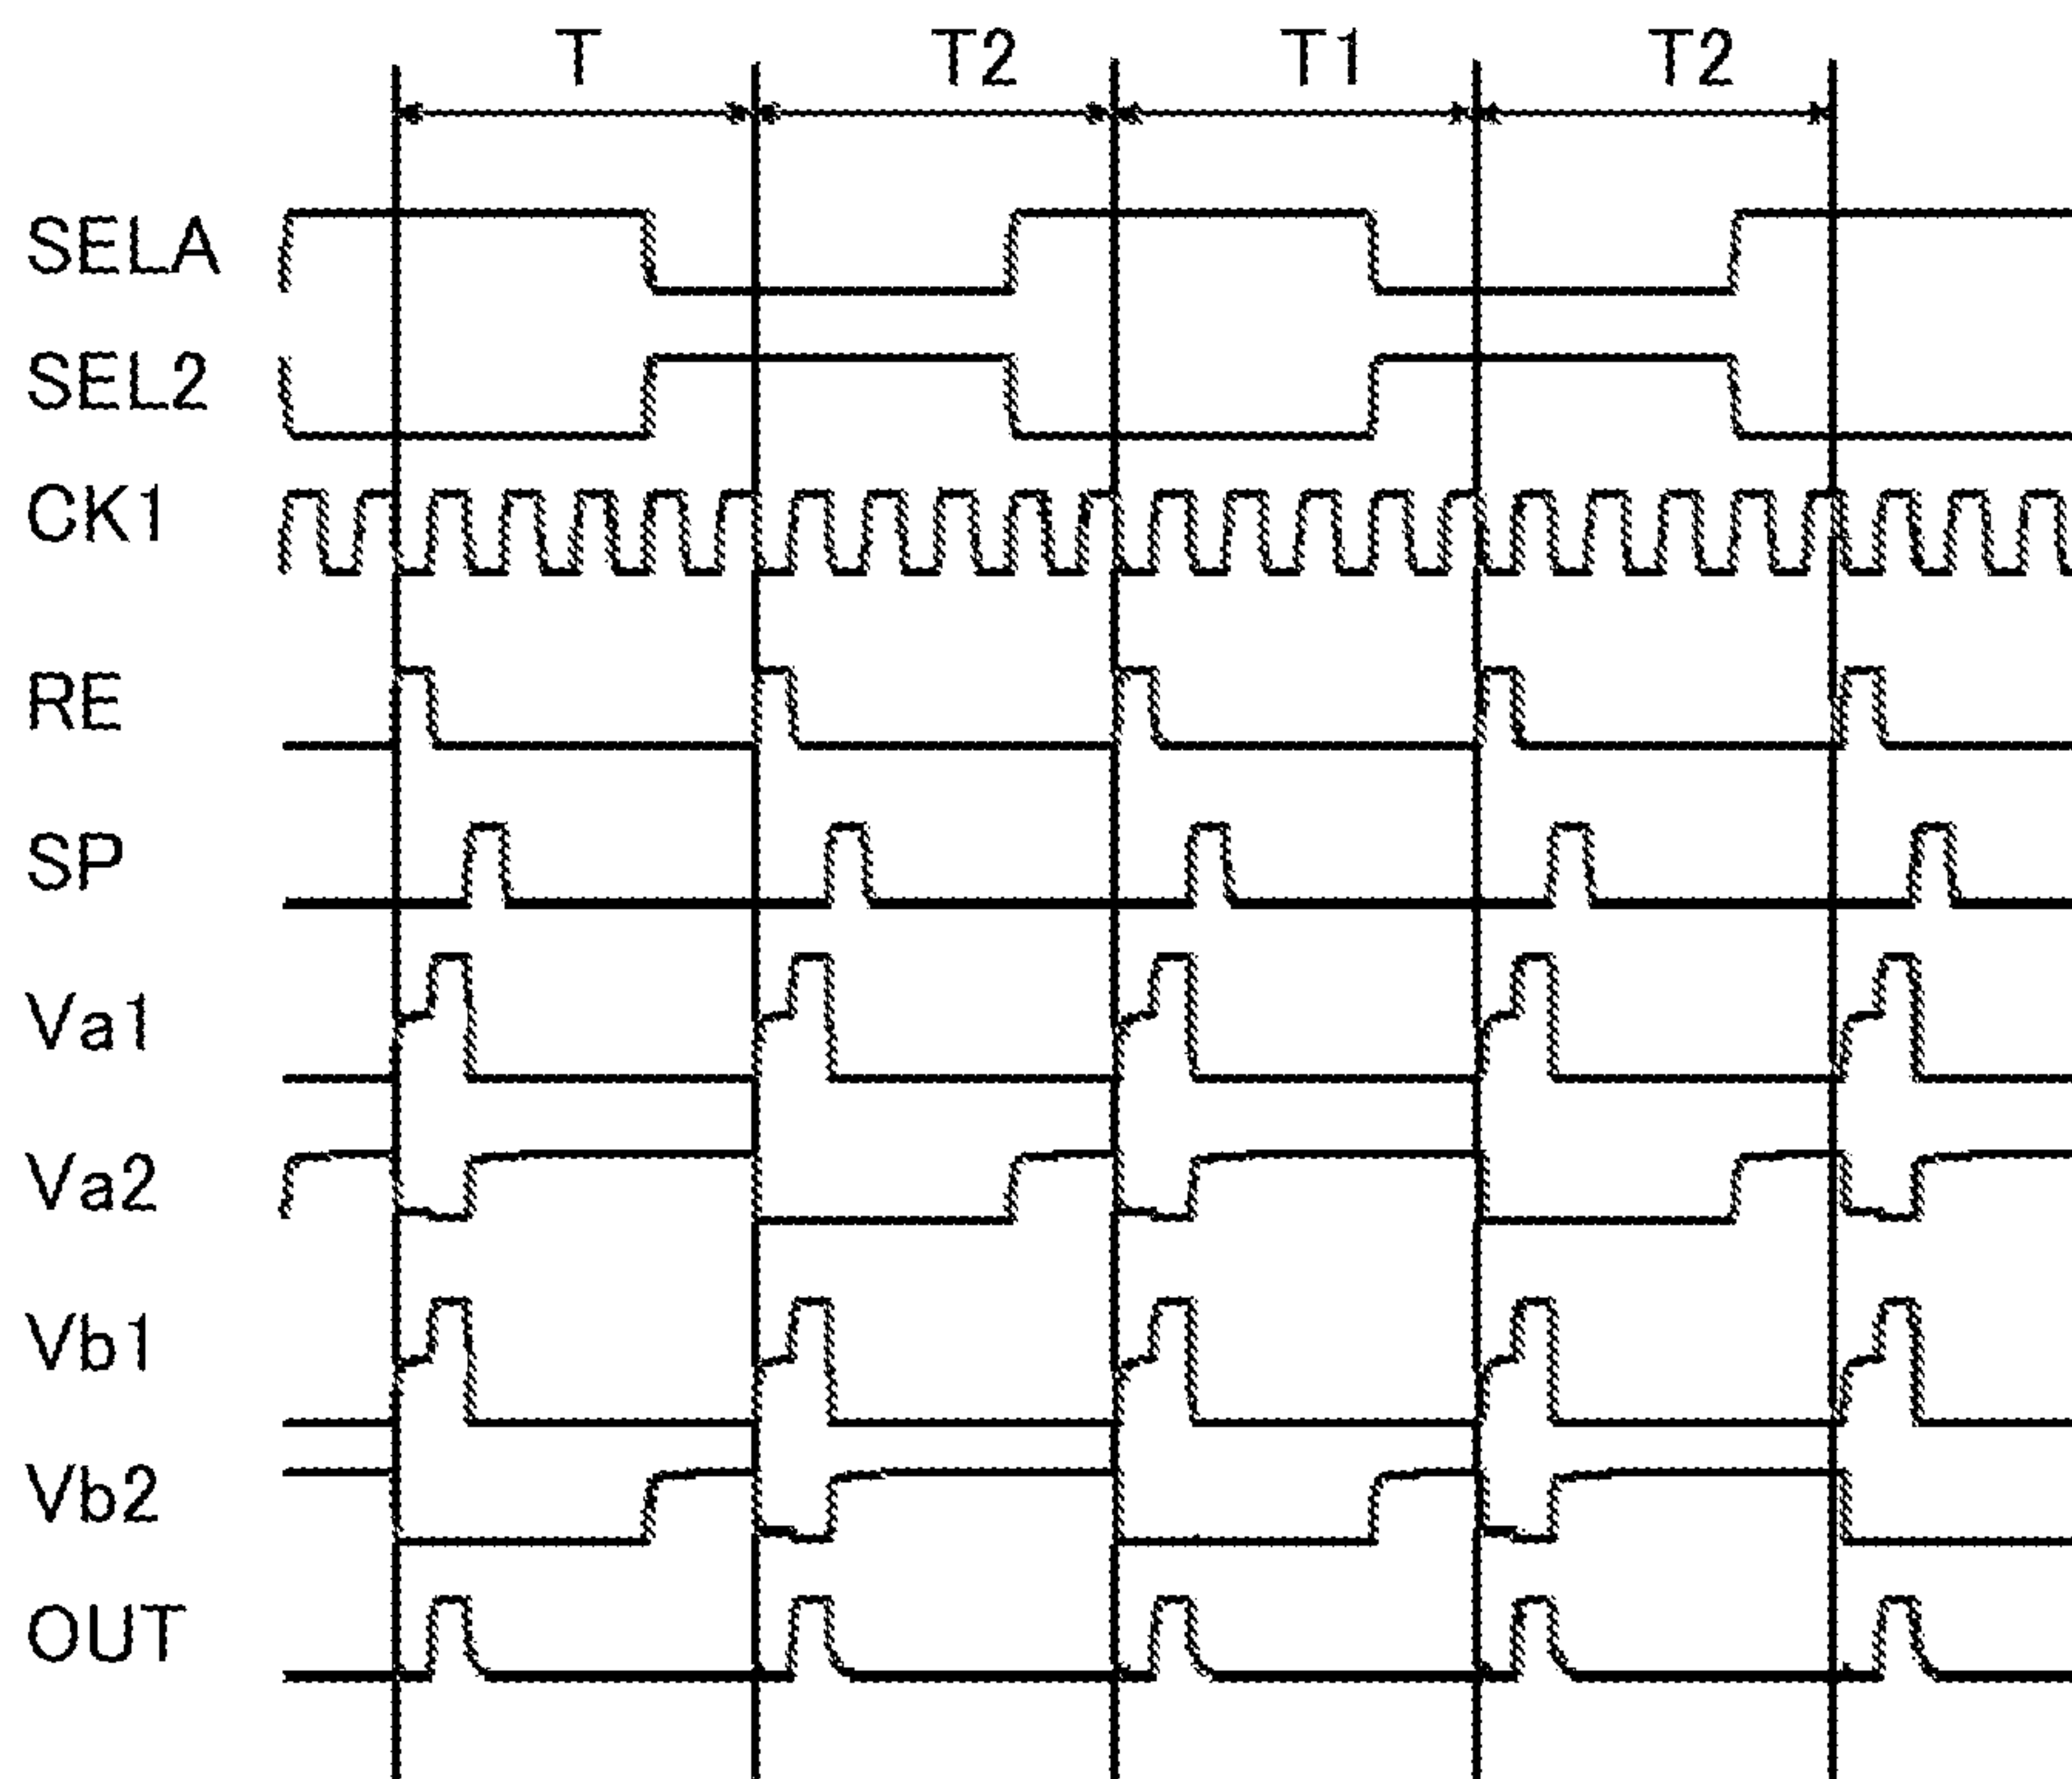 T T2 T1 T2
SELA
SEL2
CK1
RE
SP
Va1
Va2
Vb1
Vb2
OUT